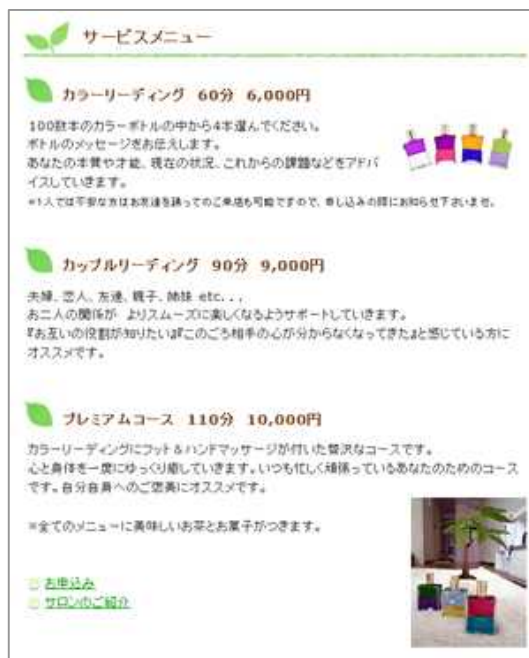 サービスメニュー
カラーリーディング 60分 6,000円
100数本のカラーボトルの中から4本選んでください。
ボトルのメッセージをお伝えします。
あなたの本質や才能、現在の状況、これからの課題などをアドバ
イスしていきます。
※1人では不安な方はお友達を誘ってのご来店も可能ですので、申し込みの際にお知らせ下さいませ。
カップルリーディング 90分 9,000円
夫婦、恋人、友達、親子、姉妹 etc...
お二人の関係が よりスムーズに楽しくなるようサポートしていきます。
『お互いの役割が知りたい』『このごろ相手の心が分からなくなってきた』と感じている方に
オススメです。
プレミアムコース 110分 10,000円
カラーリーディングにフット＆ハンドマッサージが付いた贅沢なコースです。
心と身体を一度にゆっくり癒していきます。いつも忙しく頑張っているあなたのためのコース
です。自分自身へのご褒美にオススメです。
※全てのメニューに美味しいお茶とお菓子がつきます。
お申込み
サロンのご紹介